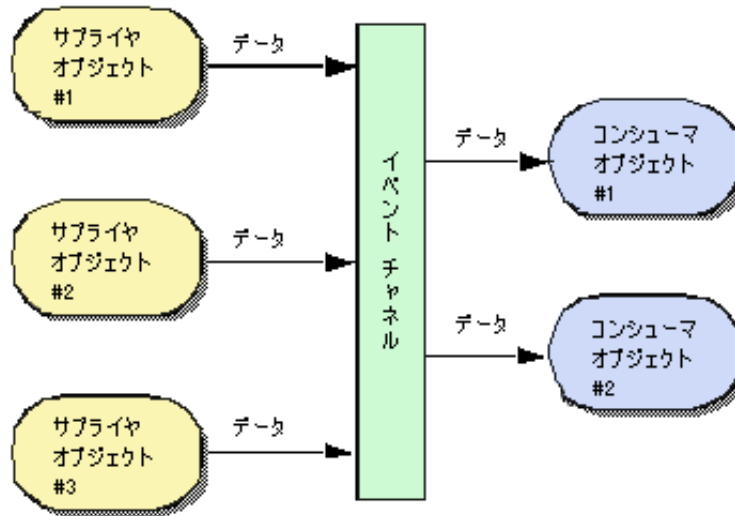 サプライヤ
オブジェクト
#1
データ
サプライヤ
オブジェクト
#2
データ
サプライヤ
オブジェクト
#3
データ
イベント チャネル
データ
コンシューマ
オブジェクト
#1
データ
コンシューマ
オブジェクト
#2